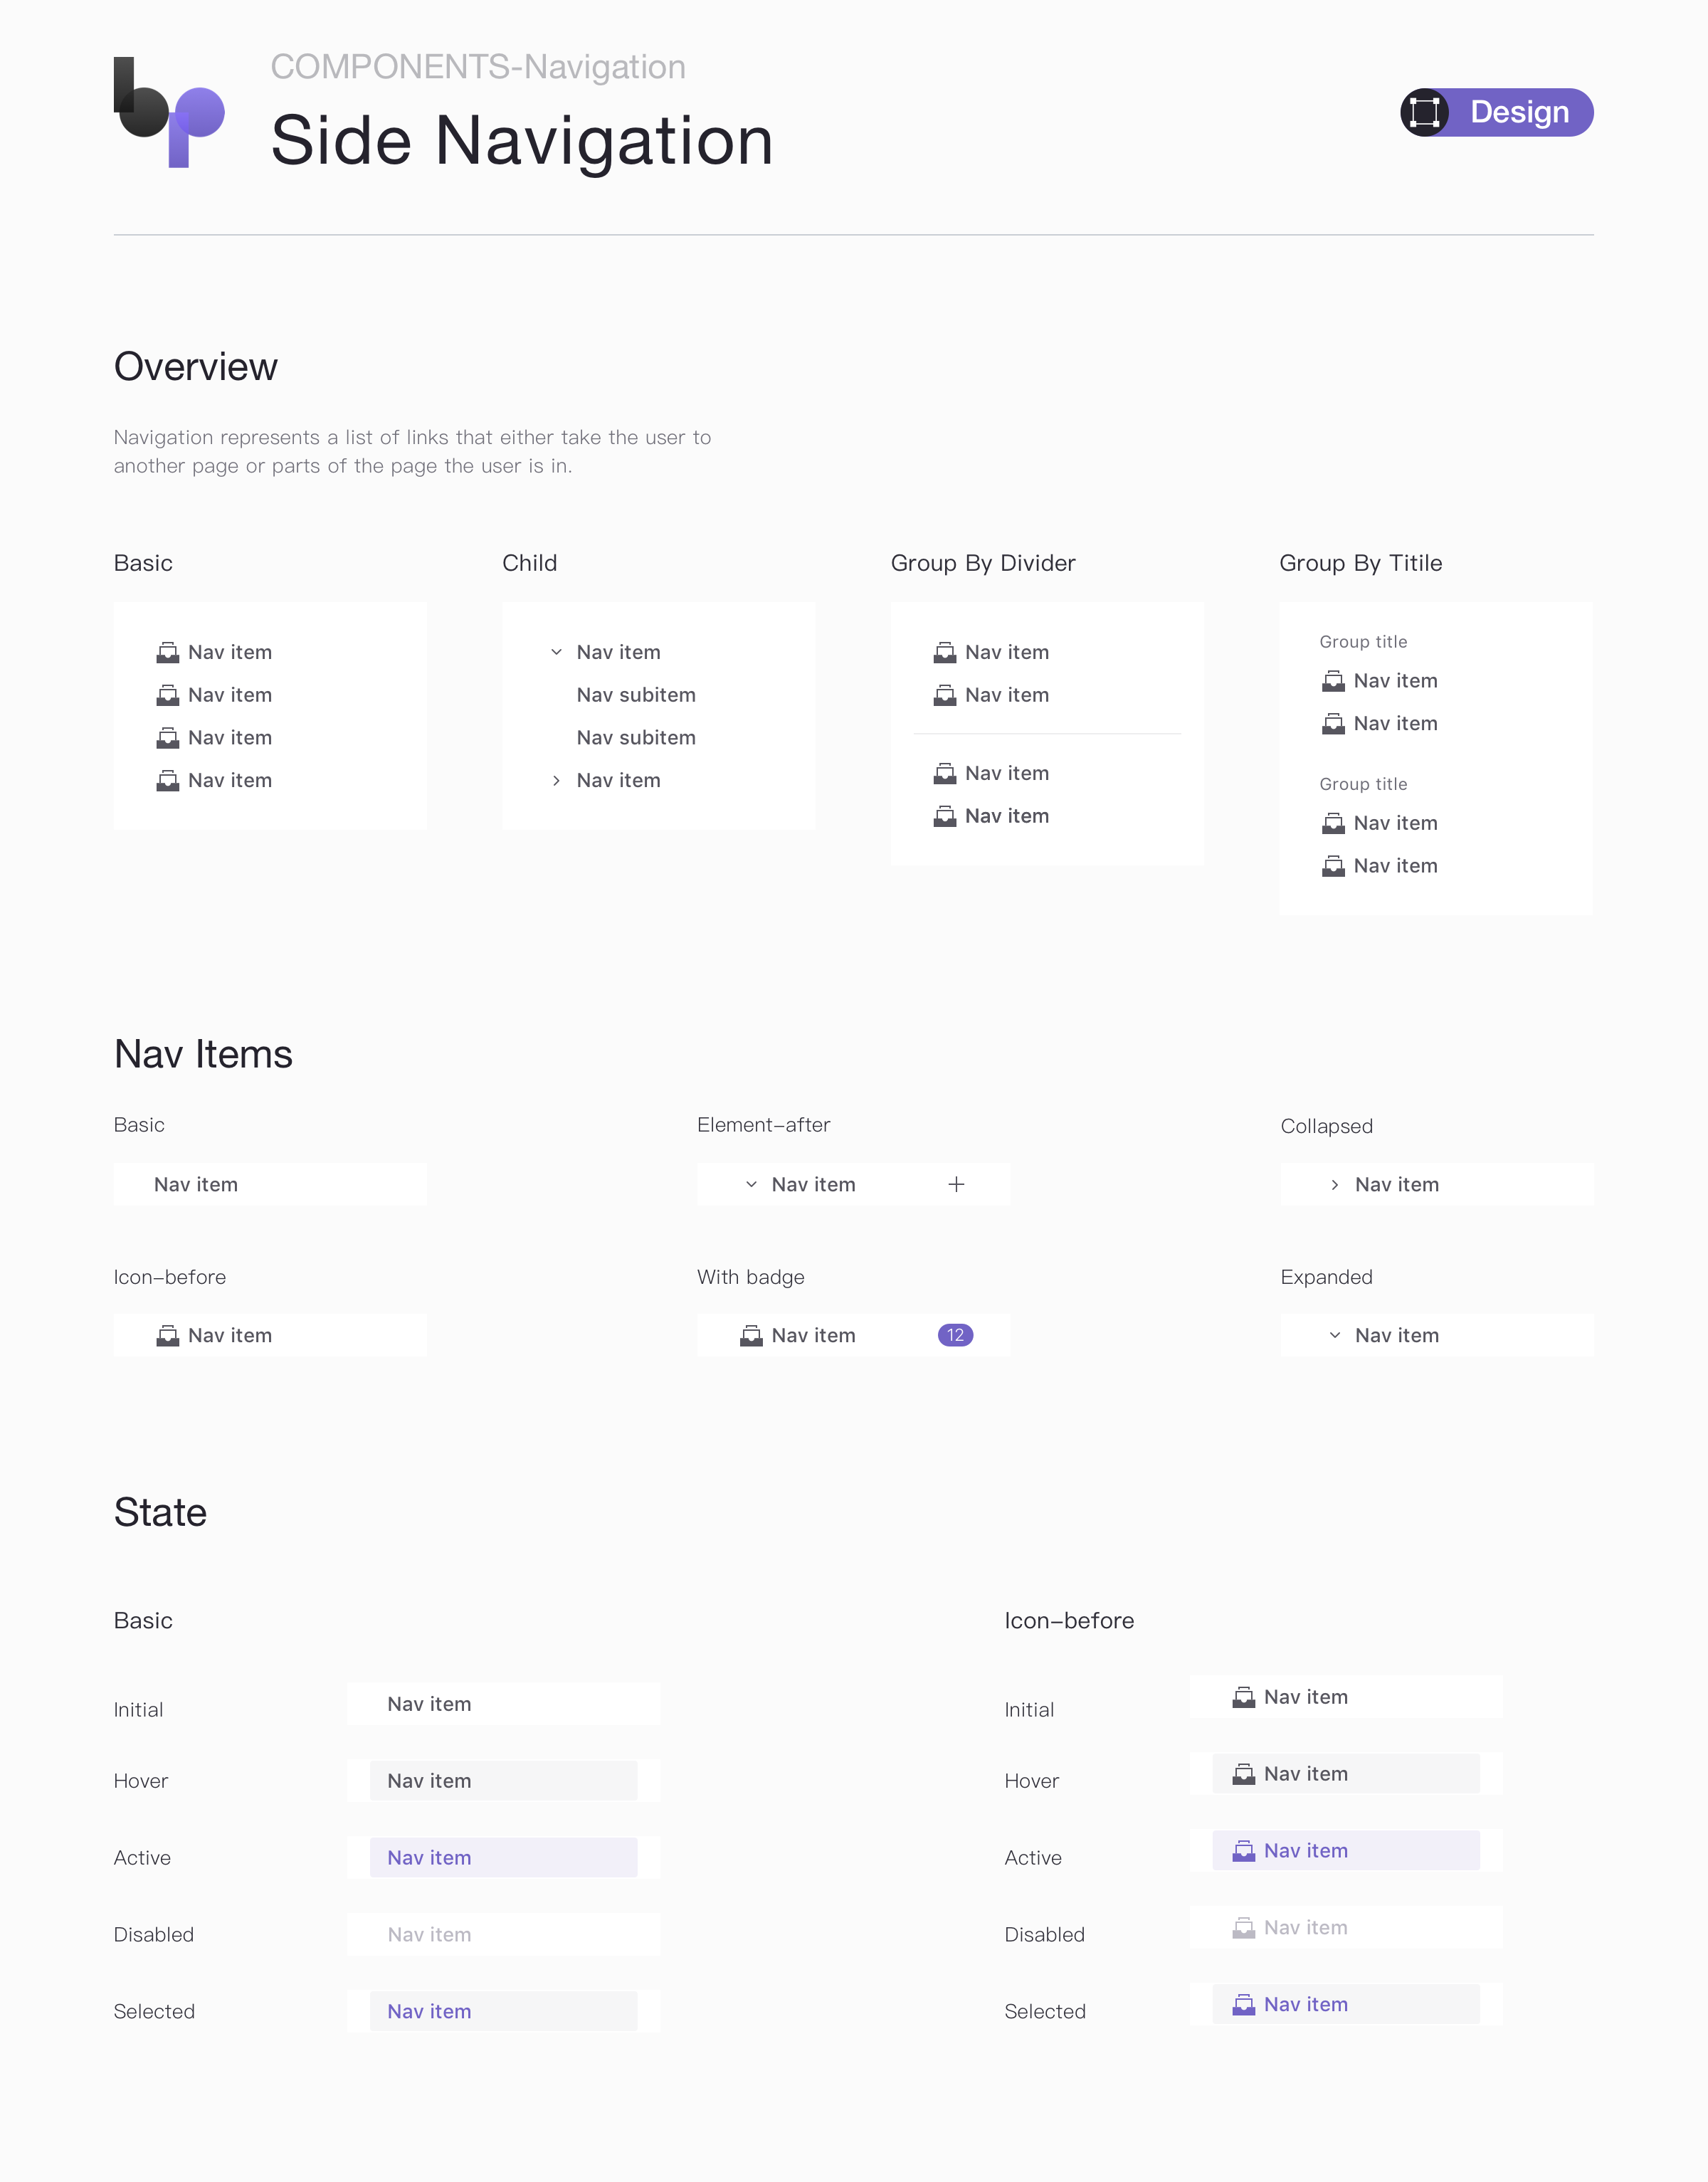 COMPONENTS-Navigation
Side Navigation
Design
Overview
Navigation represents a list of links that either take the user to
another page or parts of the page the user is in.
Basic
Nav item
Nav item
Nav item
Nav item
Child
Nav item
Nav subitem
Nav subitem
Nav item
Group By Divider
Nav item
Nav item
Nav item
Nav item
Group By Titile
Group title
Nav item
Nav item
Group title
Nav item
Nav item
Nav Items
Basic
Nav item
Element-after
Nav item
Collapsed
Nav item
Icon-before
Nav item
With badge
Nav item 12
Expanded
Nav item
State
Basic
Initial Nav item
Hover Nav item
Active Nav item
Disabled Nav item
Selected Nav item
Icon-before
Initial Nav item
Hover Nav item
Active Nav item
Disabled Nav item
Selected Nav item